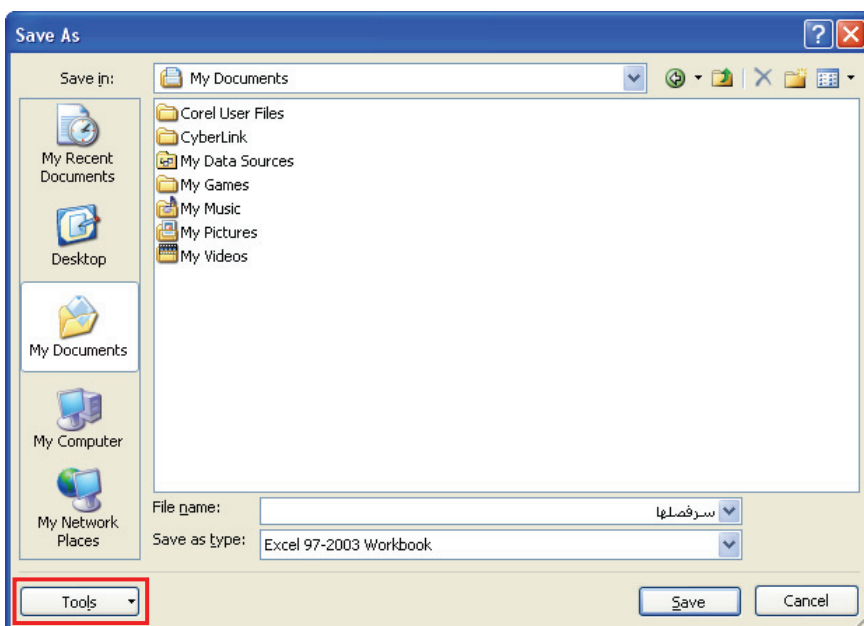 Save As
Save in:
My Documents
My Recent
Documents
Desktop
My Documents
My Computer
My Network
Places
Corel User Files
CyberLink
My Data Sources
My Games
My Music
My Pictures
My Videos
File name:
سرفصلها
Save as type:
Excel 97-2003 Workbook
Tools
Save
Cancel